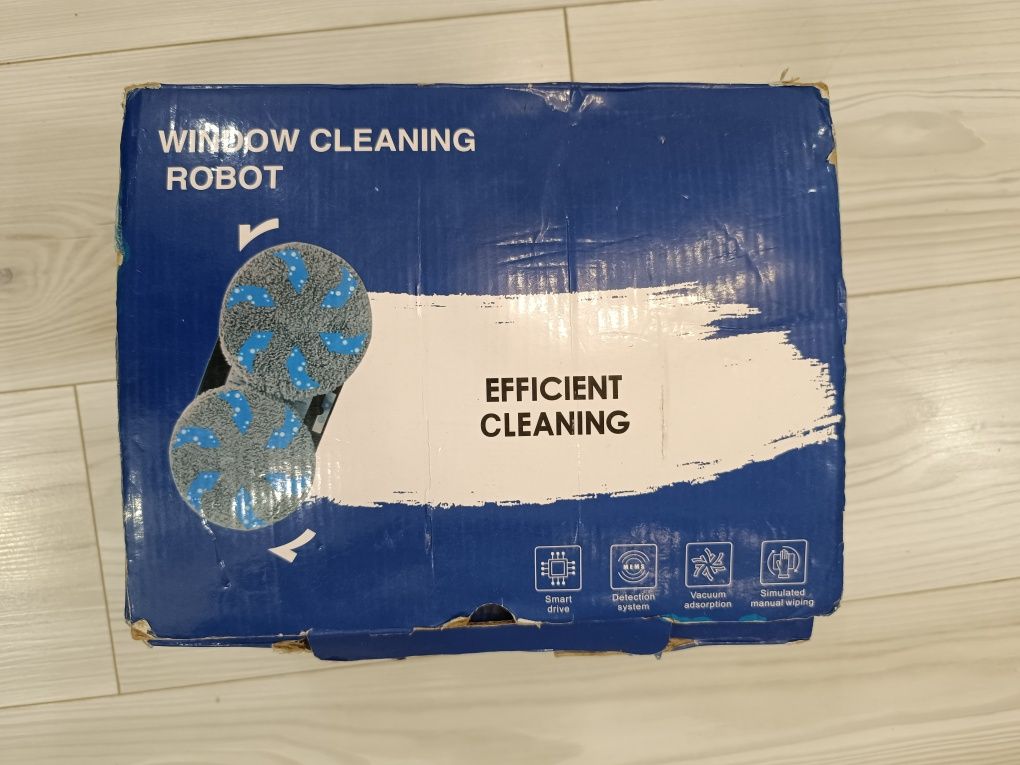 WINDOW CLEANING
ROBOT
EFFICIENT
CLEANING
MEMS
Smart
drive
Detection
system
Vacuum
adsorption
Simulated
manual wiping